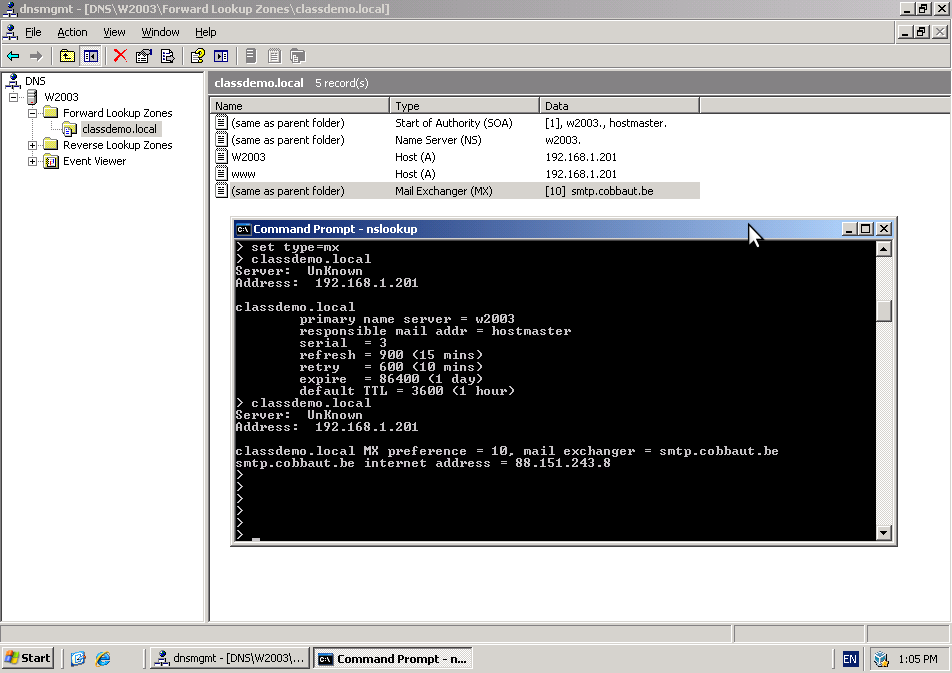 dnsmgmt - [DNS\W2003\Forward Lookup Zones\classdemo.local]
File Action View Window Help
DNS
W2003
Forward Lookup Zones
classdemo.local
Reverse Lookup Zones
Event Viewer
classdemo.local 5 record(s)
Name Type Data
(same as parent folder) Start of Authority (SOA) [1], w2003., hostmaster.
(same as parent folder) Name Server (NS) w2003.
W2003 Host (A) 192.168.1.201
www Host (A) 192.168.1.201
(same as parent folder) Mail Exchanger (MX) [10] smtp.cobbaut.be
Command Prompt - nslookup
> set type=mx
> classdemo.local
Server: UnKnown
Address: 192.168.1.201
classdemo.local
primary name server = w2003
responsible mail addr = hostmaster
serial = 3
refresh = 900 (15 mins)
retry = 600 (10 mins)
expire = 86400 (1 day)
default TTL = 3600 (1 hour)
> classdemo.local
Server: UnKnown
Address: 192.168.1.201
classdemo.local MX preference = 10, mail exchanger = smtp.cobbaut.be
smtp.cobbaut.be internet address = 88.151.243.8
>
>
>
>
>
> _
Start dnsmgmt - [DNS\W2003\... Command Prompt - n... EN 1:05 PM